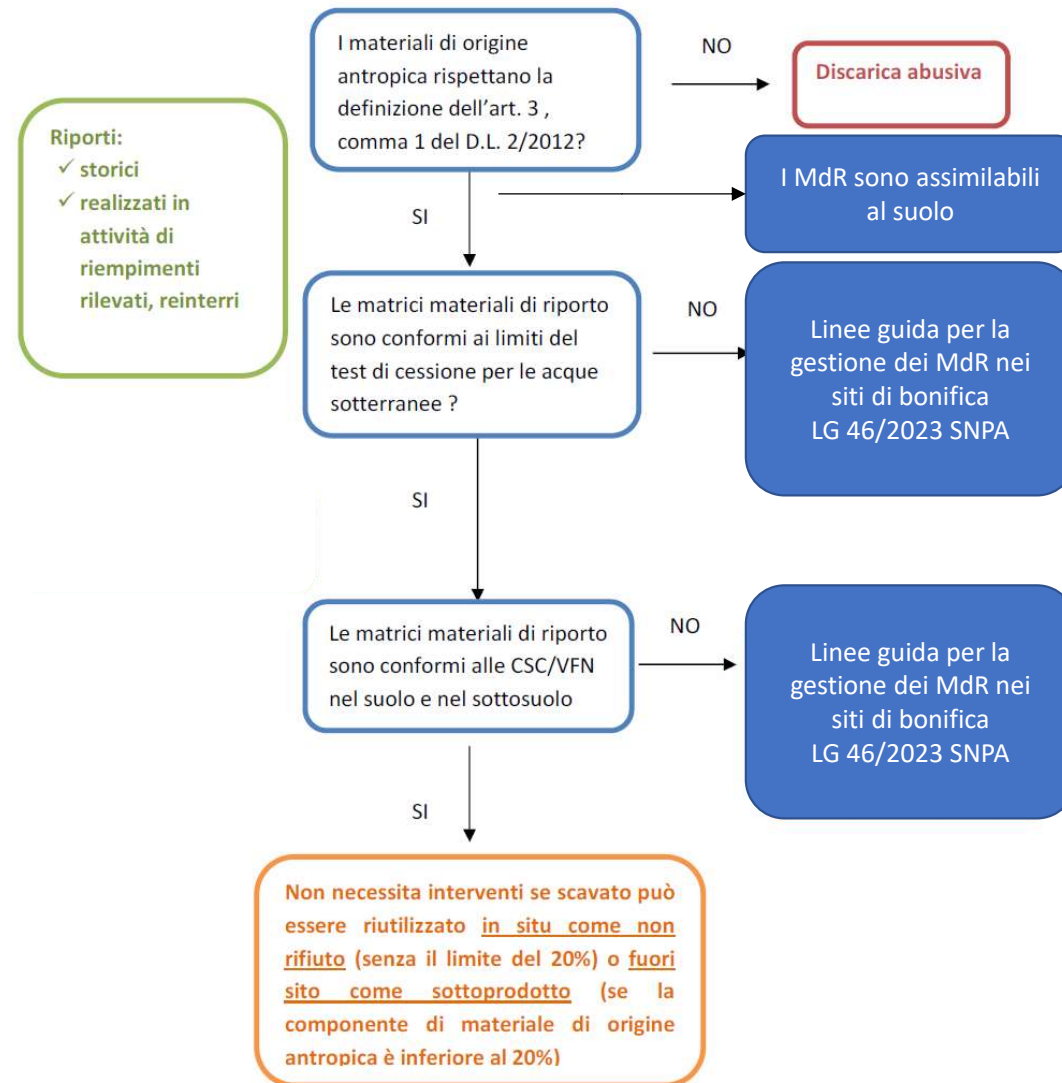 I materiali di origine
antropica rispettano la
definizione dell'art. 3 ,
comma 1 del D.L. 2/2012?
NO
Discarica abusiva
Riporti:
✓ storici
✓ realizzati in
attività di
riempimenti
rilevati, reinterri
I MdR sono assimilabili
al suolo
SI
Le matrici materiali di riporto
sono conformi ai limiti del
test di cessione per le acque
sotterranee ?
NO
Linee guida per la
gestione dei MdR nei
siti di bonifica
LG 46/2023 SNPA
SI
Le matrici materiali di riporto
sono conformi alle CSC/VFN
nel suolo e nel sottosuolo
NO
Linee guida per la
gestione dei MdR nei
siti di bonifica
LG 46/2023 SNPA
SI
Non necessita interventi se scavato può
essere riutilizzato in situ come non
rifiuto (senza il limite del 20%) o fuori
sito come sottoprodotto (se la
componente di materiale di origine
antropica è inferiore al 20%)